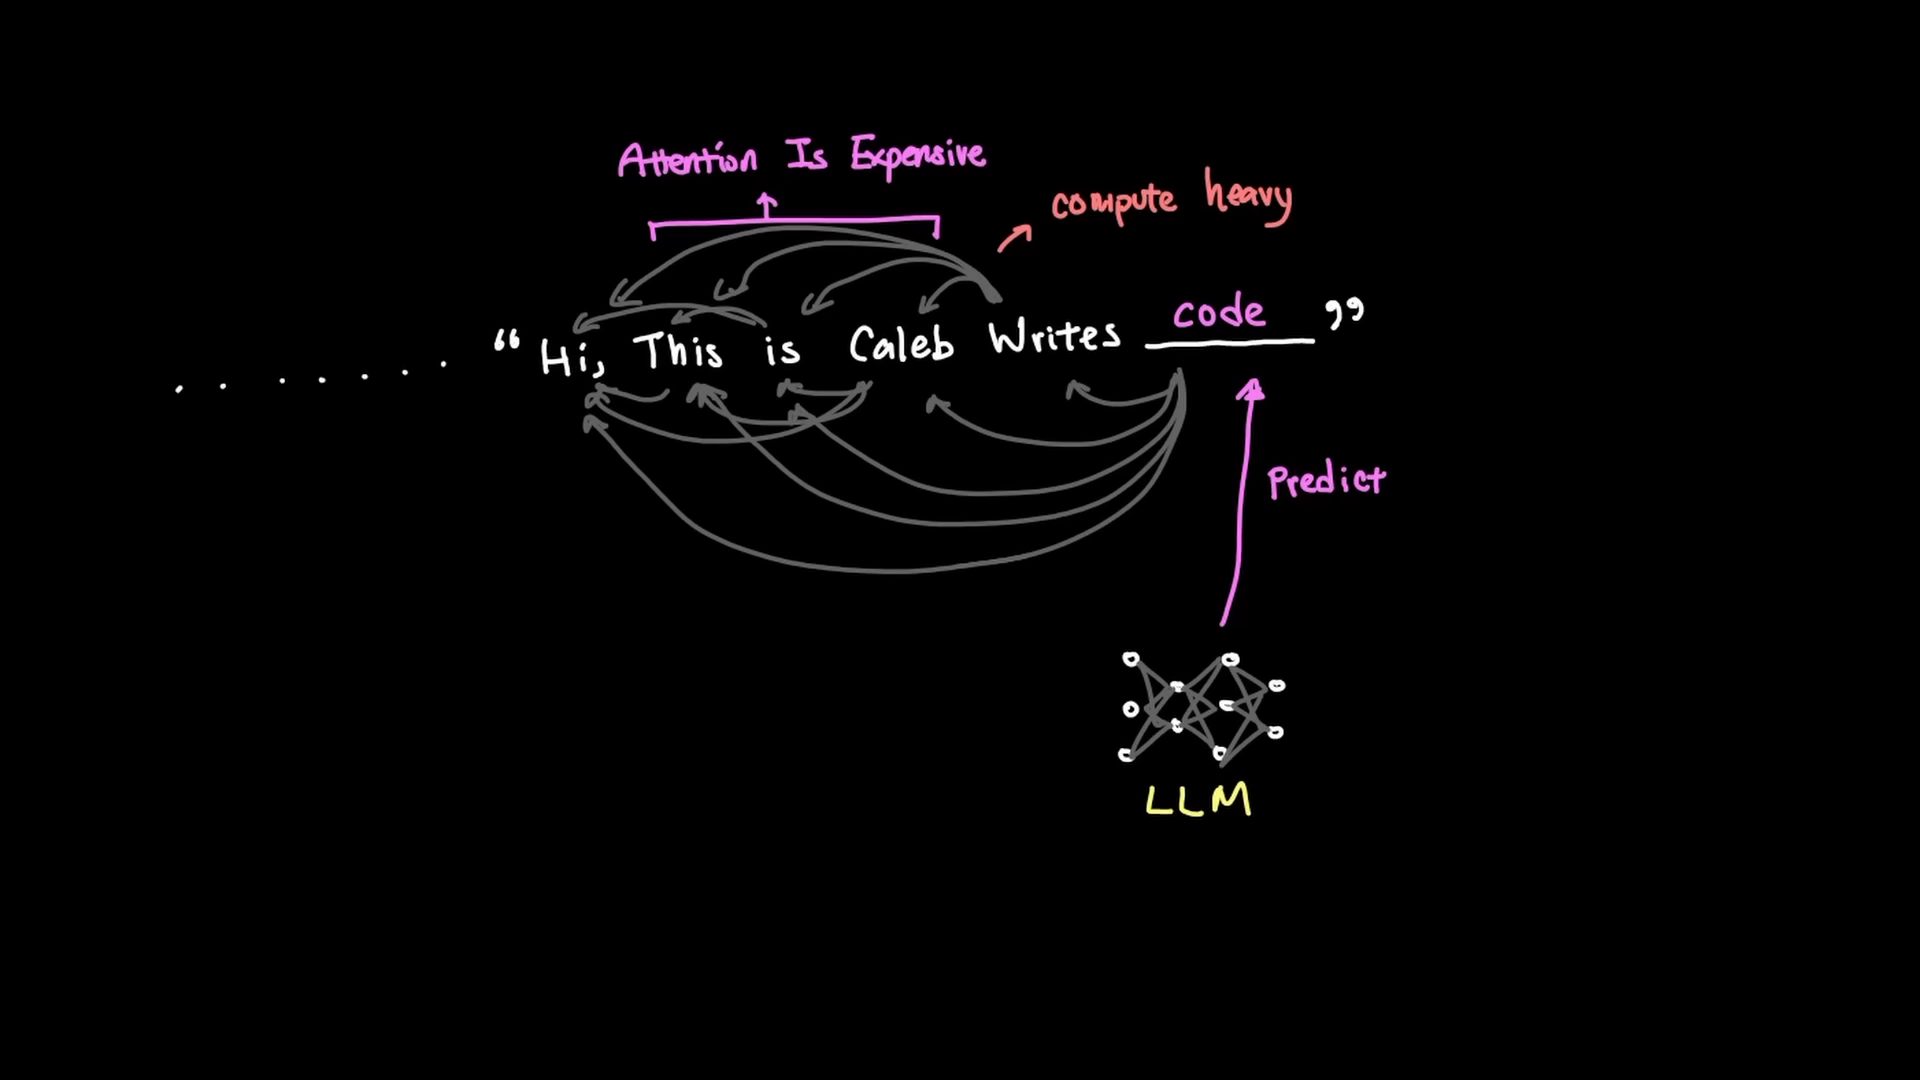 Attention Is Expensive
compute heavy
. . . . . . . . “ Hi, This is Caleb Writes code ”
Predict
LLM